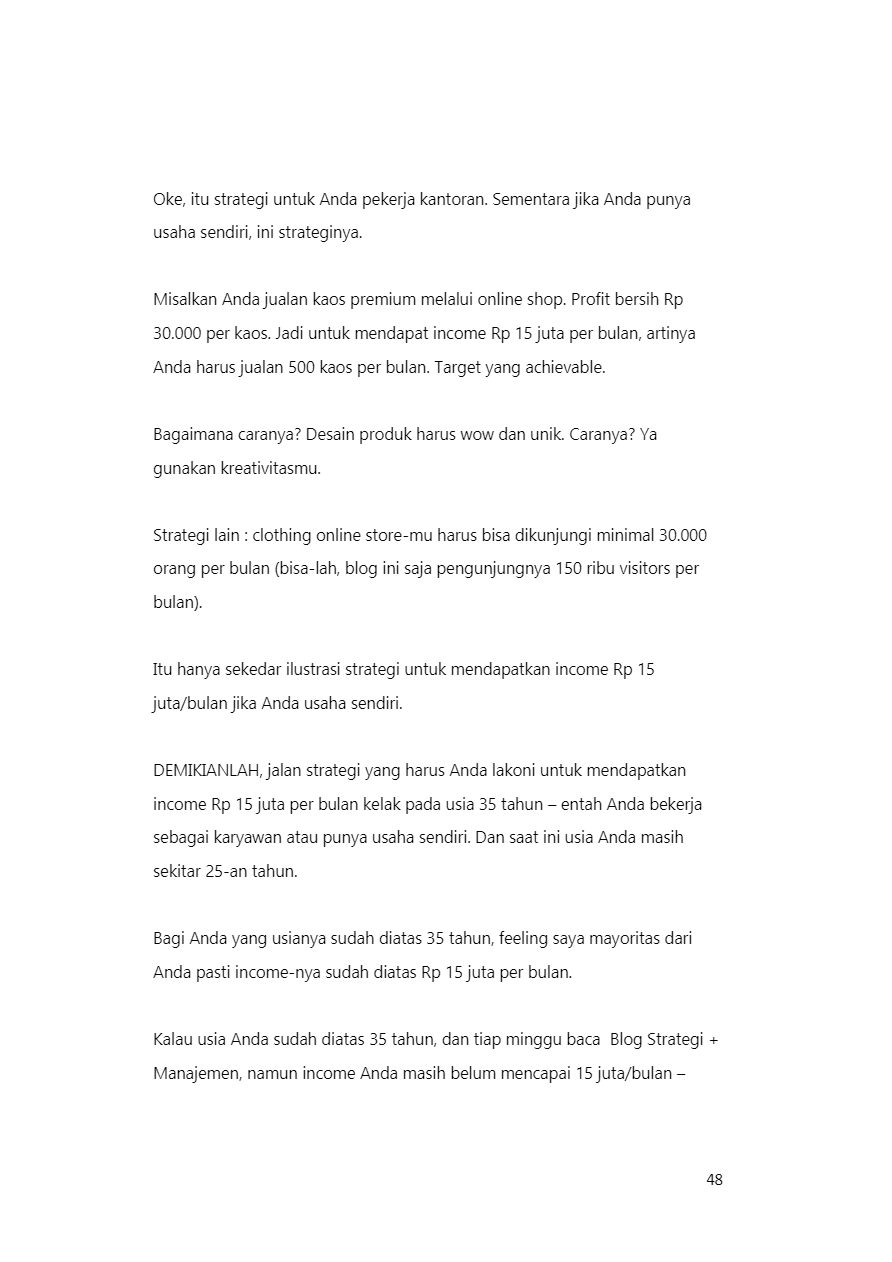 Oke, itu strategi untuk Anda pekerja kantoran. Sementara jika Anda punya
usaha sendiri, ini strateginya.
Misalkan Anda jualan kaos premium melalui online shop. Profit bersih Rp
30.000 per kaos. Jadi untuk mendapat income Rp 15 juta per bulan, artinya
Anda harus jualan 500 kaos per bulan. Target yang achievable.
Bagaimana caranya? Desain produk harus wow dan unik. Caranya? Ya
gunakan kreativitasmu.
Strategi lain : clothing online store-mu harus bisa dikunjungi minimal 30.000
orang per bulan (bisa-lah, blog ini saja pengunjungnya 150 ribu visitors per
bulan).
Itu hanya sekedar ilustrasi strategi untuk mendapatkan income Rp 15
juta/bulan jika Anda usaha sendiri.
DEMIKIANLAH, jalan strategi yang harus Anda lakoni untuk mendapatkan
income Rp 15 juta per bulan kelak pada usia 35 tahun – entah Anda bekerja
sebagai karyawan atau punya usaha sendiri. Dan saat ini usia Anda masih
sekitar 25-an tahun.
Bagi Anda yang usianya sudah diatas 35 tahun, feeling saya mayoritas dari
Anda pasti income-nya sudah diatas Rp 15 juta per bulan.
Kalau usia Anda sudah diatas 35 tahun, dan tiap minggu baca  Blog Strategi +
Manajemen, namun income Anda masih belum mencapai 15 juta/bulan –
48